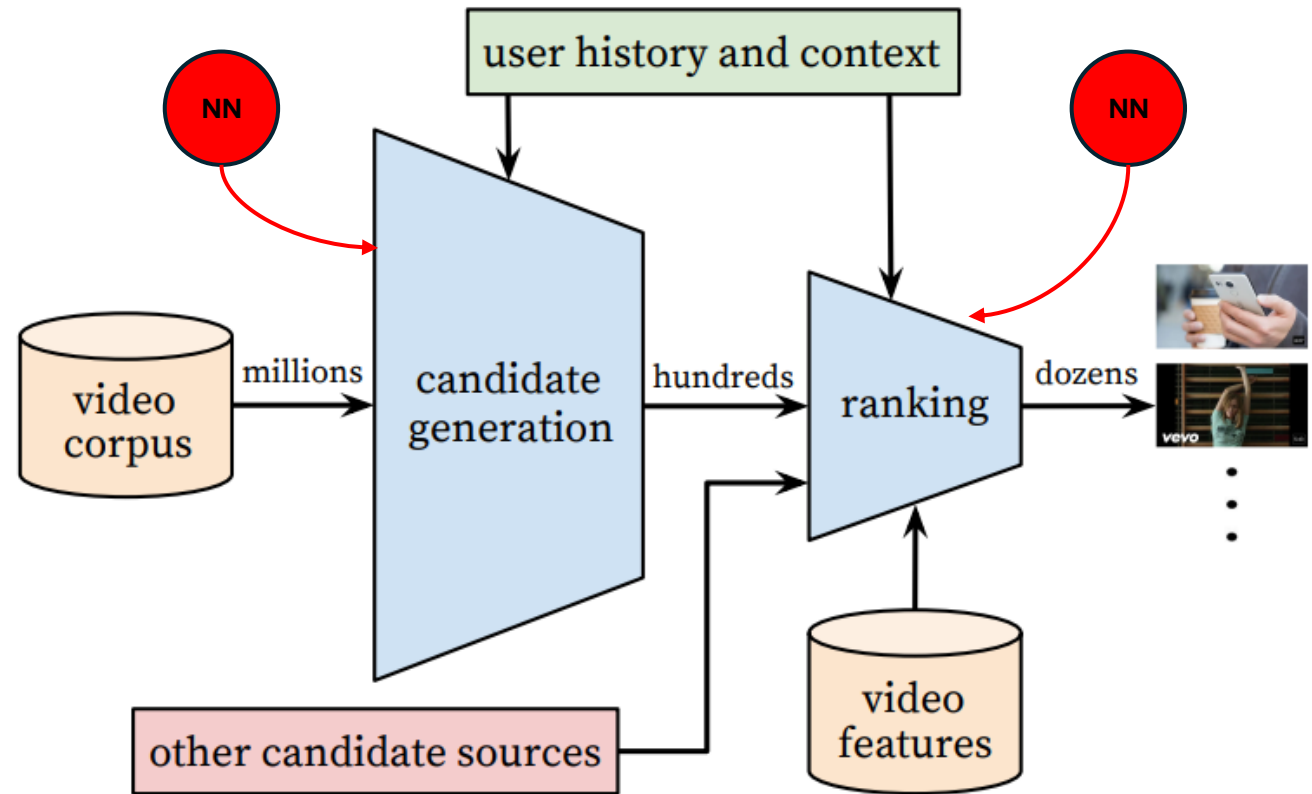 user history and context
NN
NN
millions
candidate
generation
hundreds
ranking
dozens
video
corpus
vevo
other candidate sources
video
features